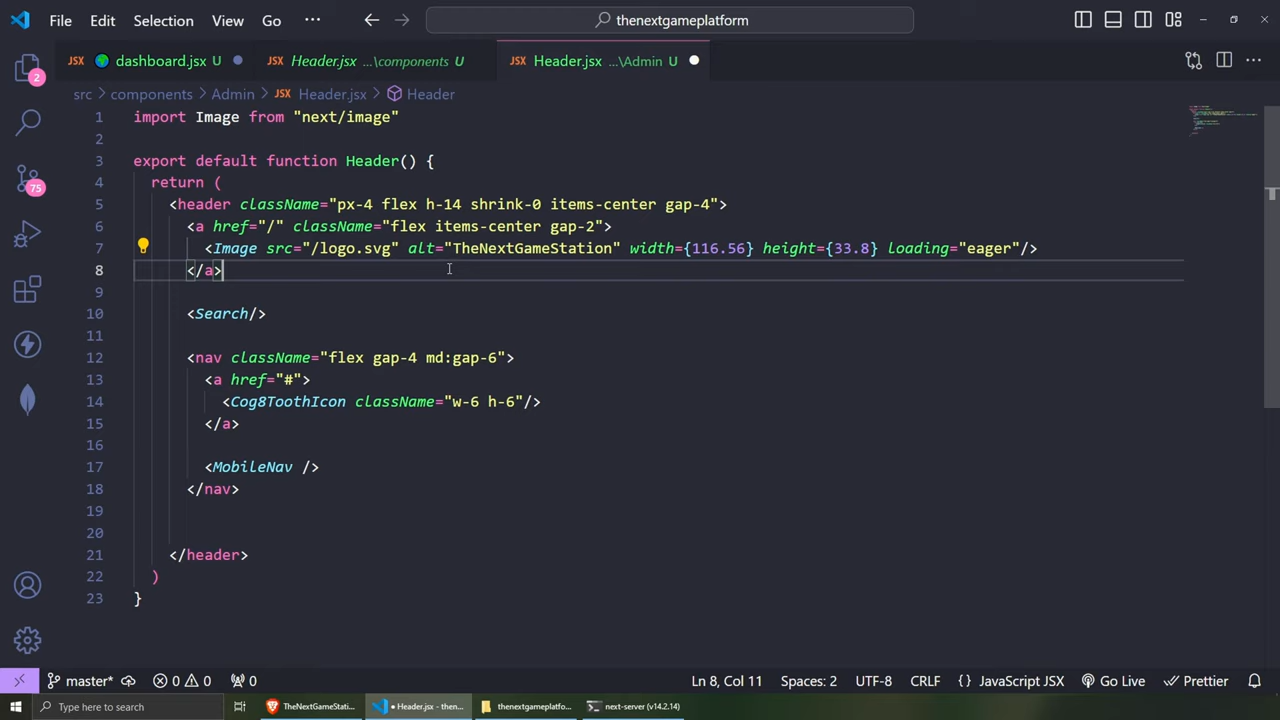 File Edit Selection View Go ··· thenextgameplatform
JSX dashboard.jsx U JSX Header.jsx ...\components U JSX Header.jsx ...\Admin U
src components Admin JSX Header.jsx Header
1 import Image from "next/image"
2
3 export default function Header() {
4 return (
5 <header className="px-4 flex h-14 shrink-0 items-center gap-4">
6 <a href="/" className="flex items-center gap-2">
7 <Image src="/logo.svg" alt="TheNextGameStation" width={116.56} height={33.8} loading="eager"/>
8 </a>
9
10 <Search/>
11
12 <nav className="flex gap-4 md:gap-6">
13 <a href="#">
14 <Cog8ToothIcon className="w-6 h-6"/>
15 </a>
16
17 <MobileNav />
18 </nav>
19
20
21 </header>
22 )
23 }
2
75
master* 0 0 0 Ln 8, Col 11 Spaces: 2 UTF-8 CRLF {} JavaScript JSX Go Live Prettier
Type here to search TheNextGameStati... Header.jsx - then... thenextgameplatfo... next-server (v14.2.14)